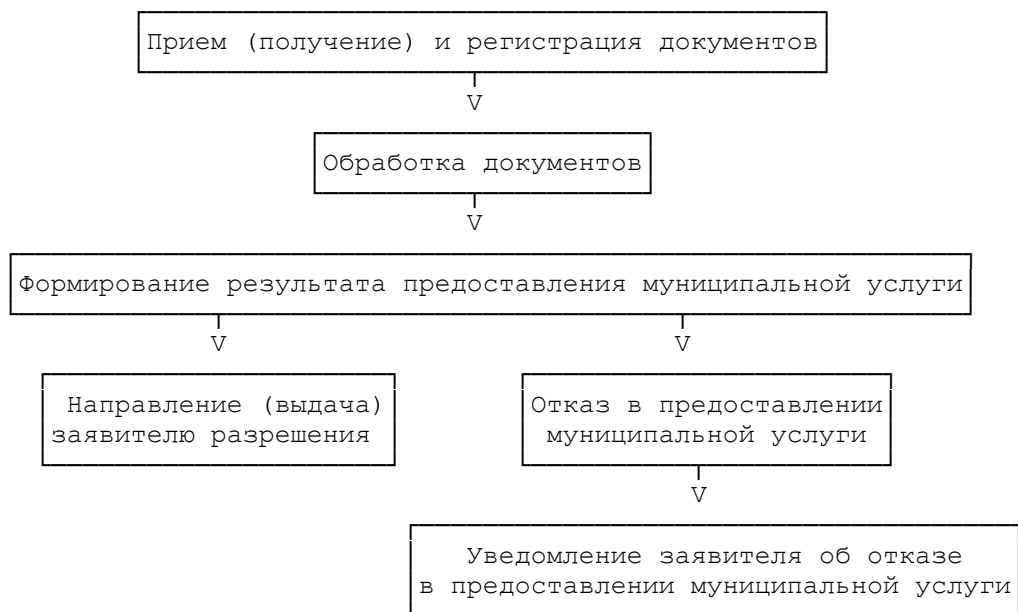 Прием (получение) и регистрация документов
V
Обработка документов
V
Формирование результата предоставления муниципальной услуги
V V
Направление (выдача)
заявителю разрешения
Отказ в предоставлении
муниципальной услуги
V
Уведомление заявителя об отказе
в предоставлении муниципальной услуги